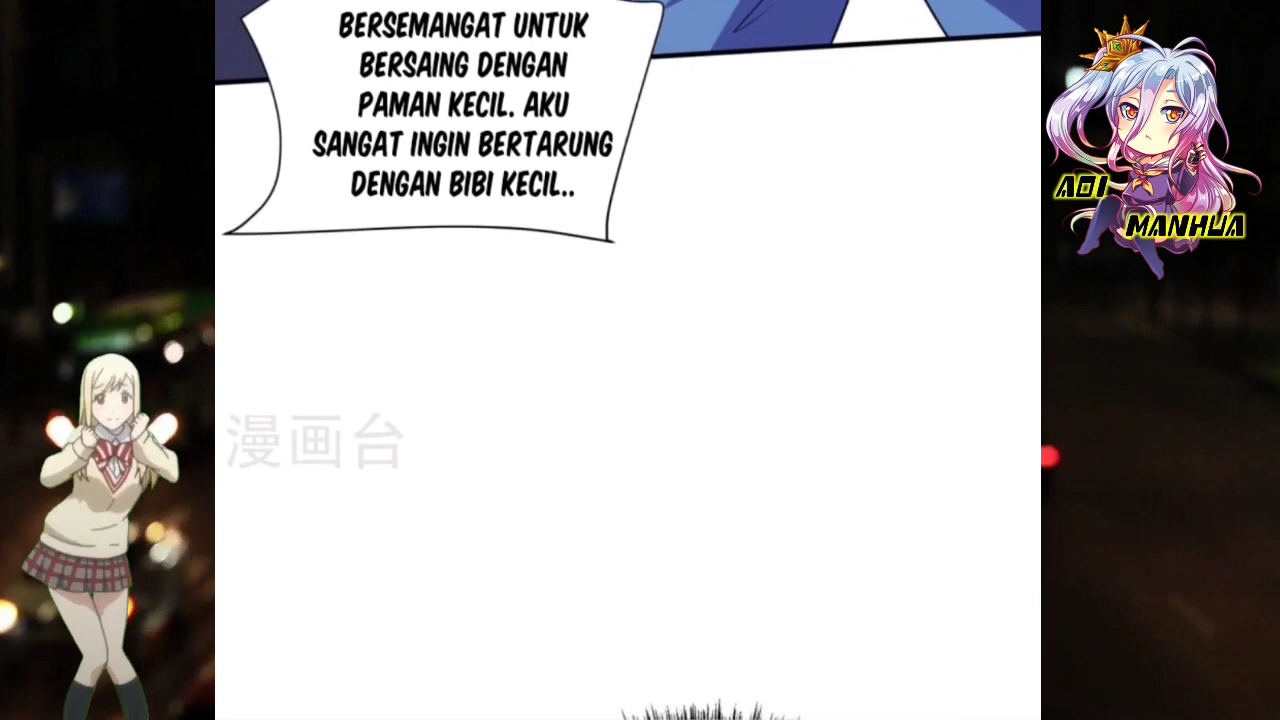 BERSEMANGAT UNTUK
BERSAING DENGAN
PAMAN KECIL. AKU
SANGAT INGIN BERTARUNG
DENGAN BIBI KECIL..
AOI
MANHUA
漫画台